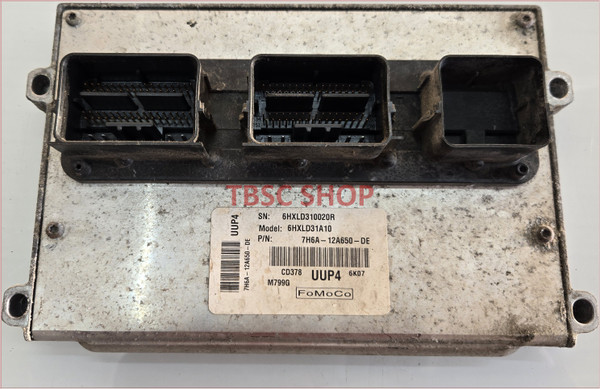 TBSC SHOP
SN: 6HXLD310020R
Model: 6HXLD31A10
P/N: 7H6A-12A650-DE
UUP4
7H6A-12A650-DE
CD378 UUP4 6K07
M799G
FoMoCo